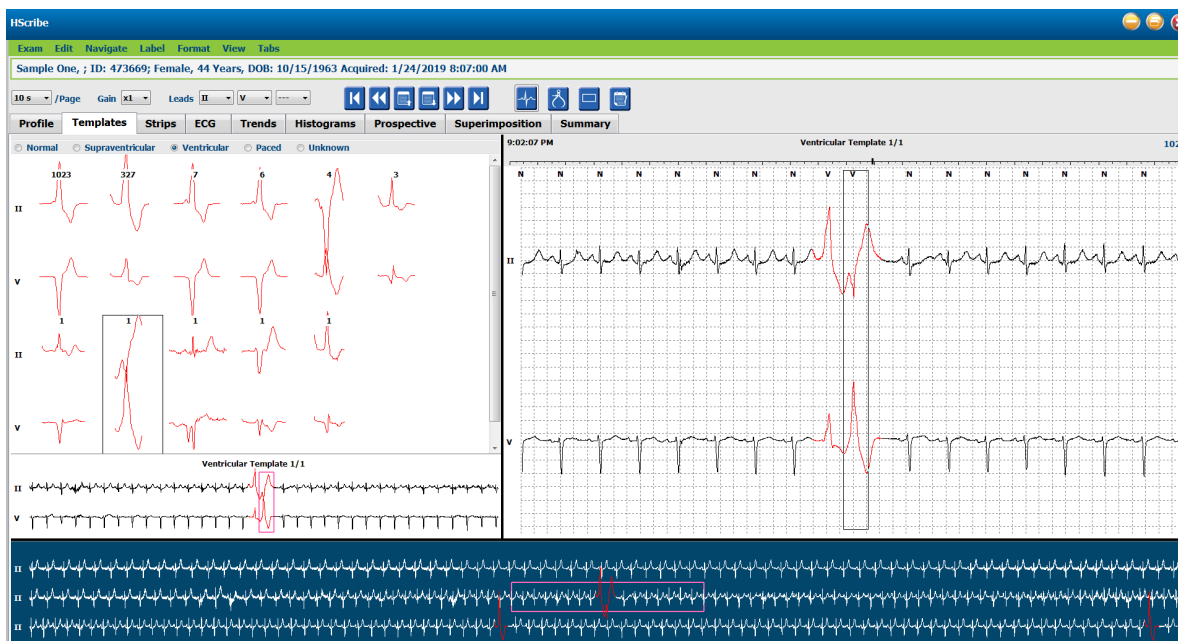 HScribe
Exam Edit Navigate Label Format View Tabs
Sample One, ; ID: 473669; Female, 44 Years, DOB: 10/15/1963 Acquired: 1/24/2019 8:07:00 AM
10 s /Page Gain x1 Leads II V ---
Profile Templates Strips ECG Trends Histograms Prospective Superimposition Summary
Normal Supraventricular Ventricular Paced Unknown
1023 327 7 6 4 3
II
V
1 1 1 1 1
II
V
Ventricular Template 1/1
II
V
9:02:07 PM Ventricular Template 1/1 102
N N N N N N N N V V N N N N N N N
II
V
II
II
II